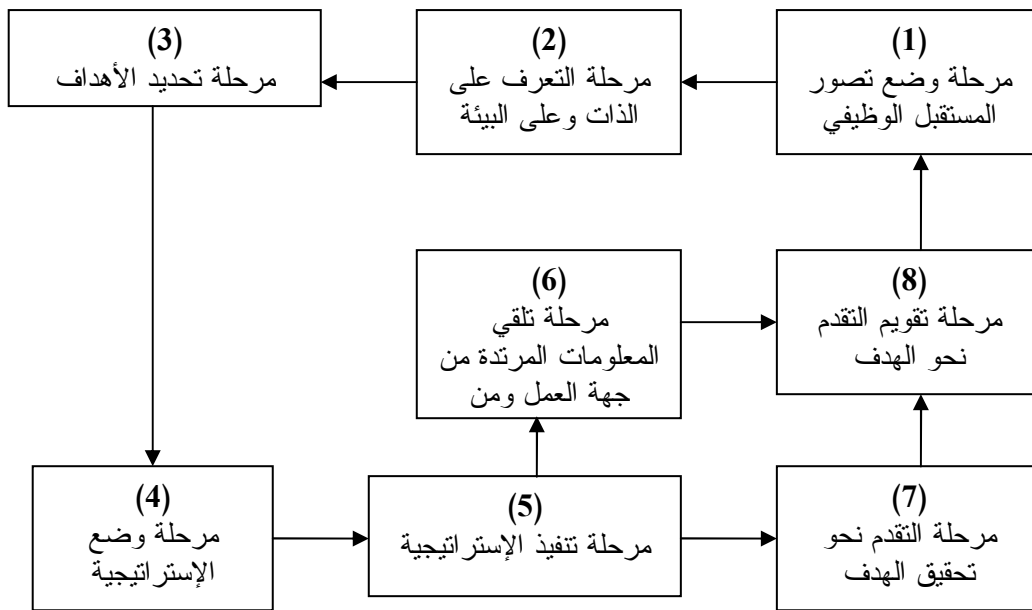 (1)
مرحلة وضع تصور
المستقبل الوظيفي
(2)
مرحلة التعرف على
الذات وعلى البيئة
(3)
مرحلة تحديد الأهداف
(4)
مرحلة وضع
الإستراتيجية
(5)
مرحلة تنفيذ الإستراتيجية
(6)
مرحلة تلقي
المعلومات المرتدة من
جهة العمل ومن
(7)
مرحلة التقدم نحو
تحقيق الهدف
(8)
مرحلة تقويم التقدم
نحو الهدف